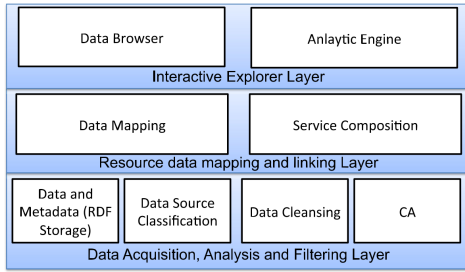 Data Browser
Anlaytic Engine
Interactive Explorer Layer
Data Mapping
Service Composition
Resource data mapping and linking Layer
Data and
Metadata (RDF
Storage)
Data Source
Classification
Data Cleansing
CA
Data Acquisition, Analysis and Filtering Layer